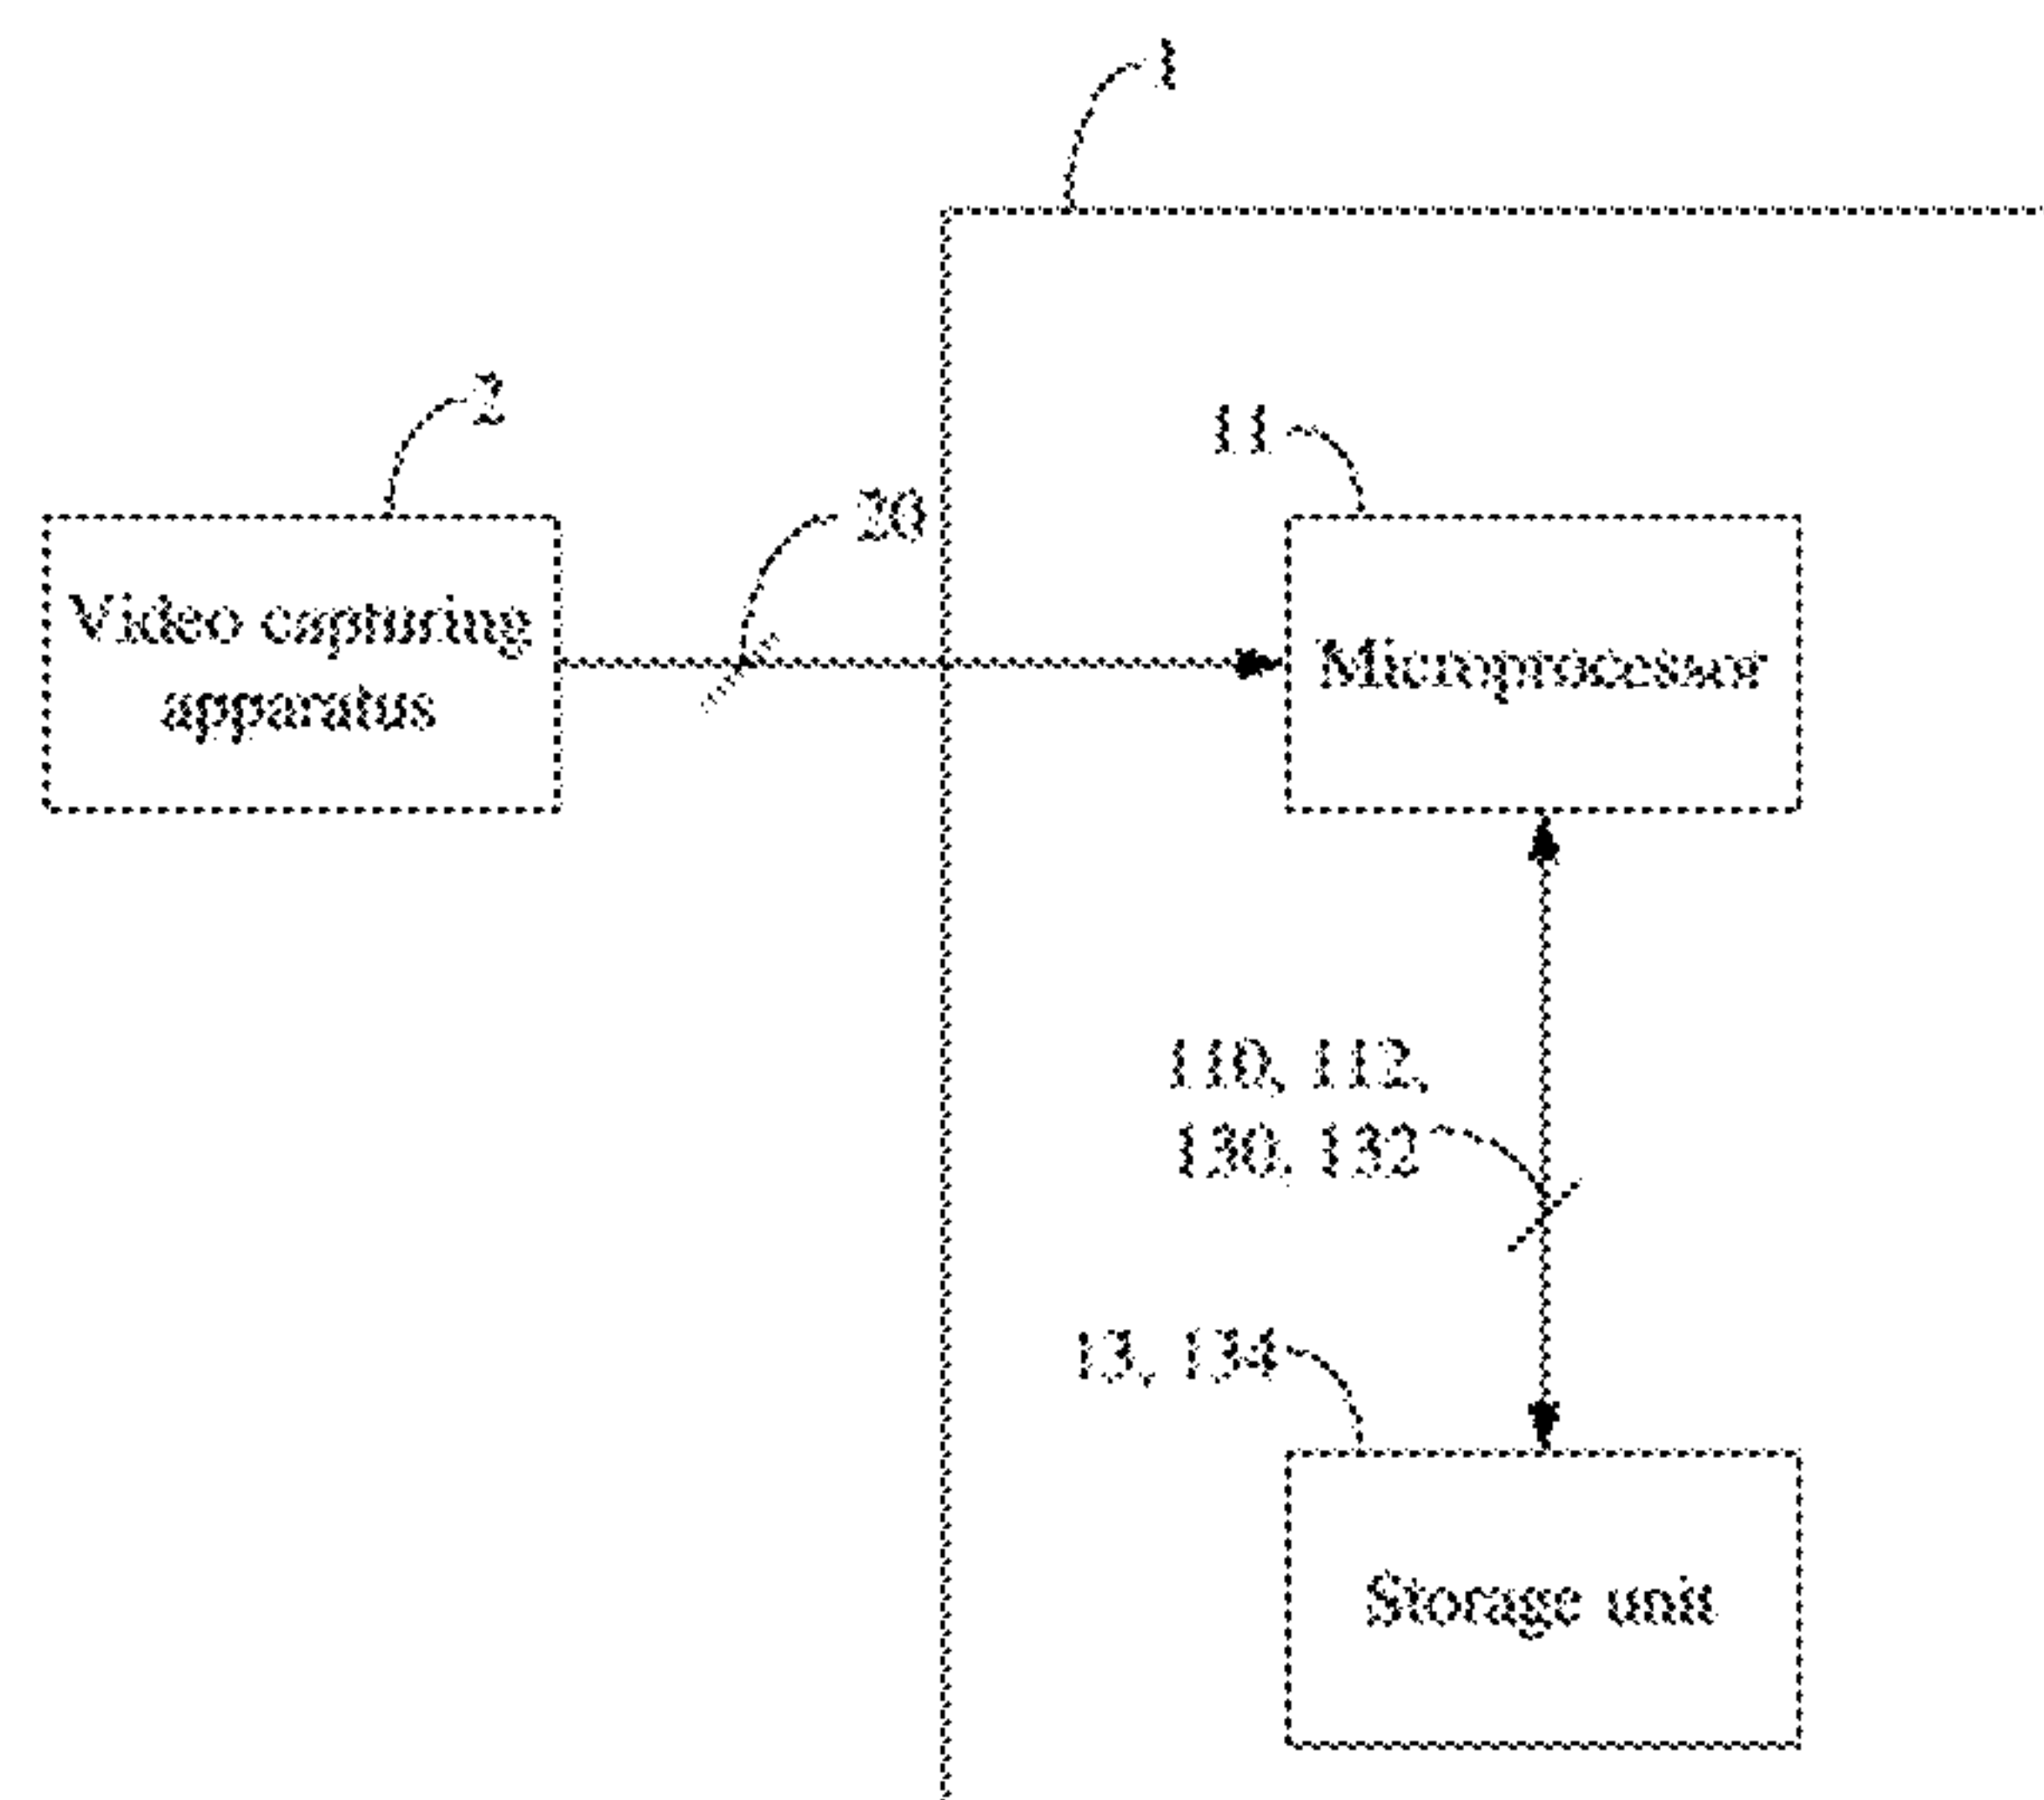 1
2
11
20
Video capturing
apparatus
Microprocessor
110, 112,
130, 132
13, 134
Storage unit